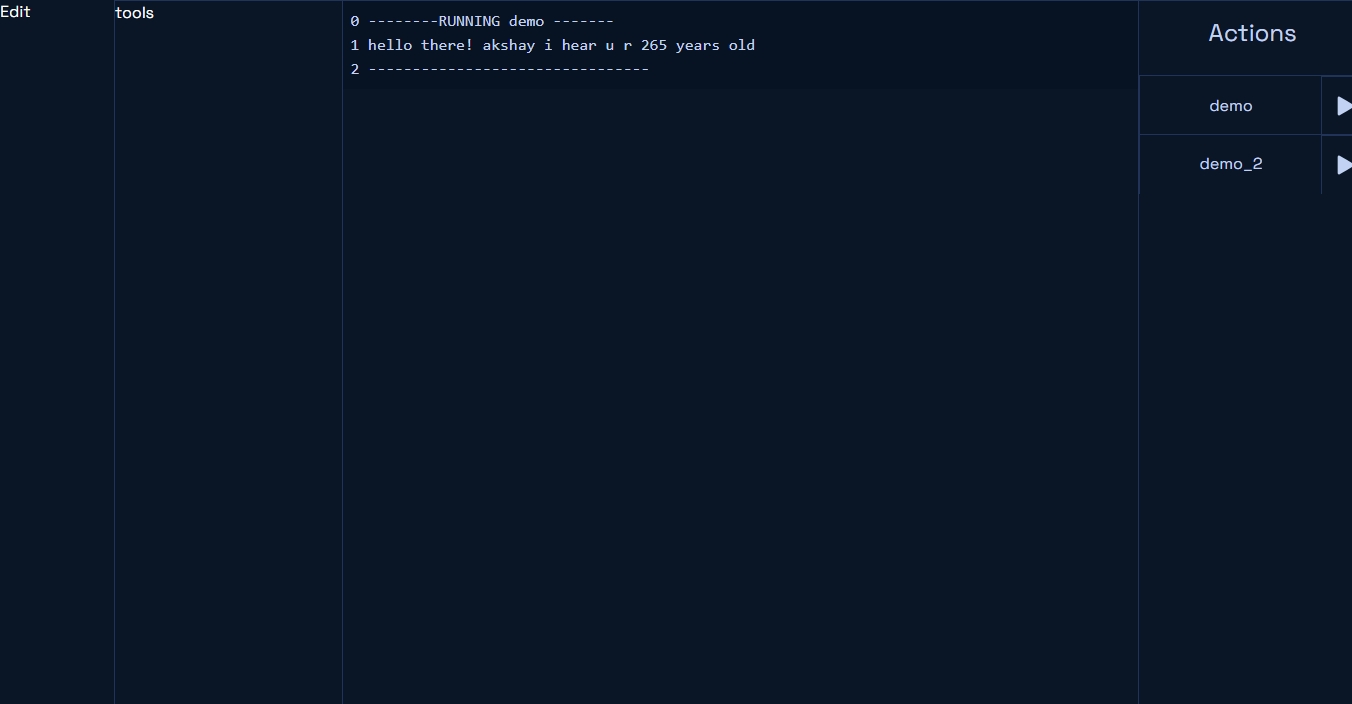 Edit
tools
0 --------RUNNING demo -------
1 hello there! akshay i hear u r 265 years old
2 --------------------------------
Actions
demo
demo_2